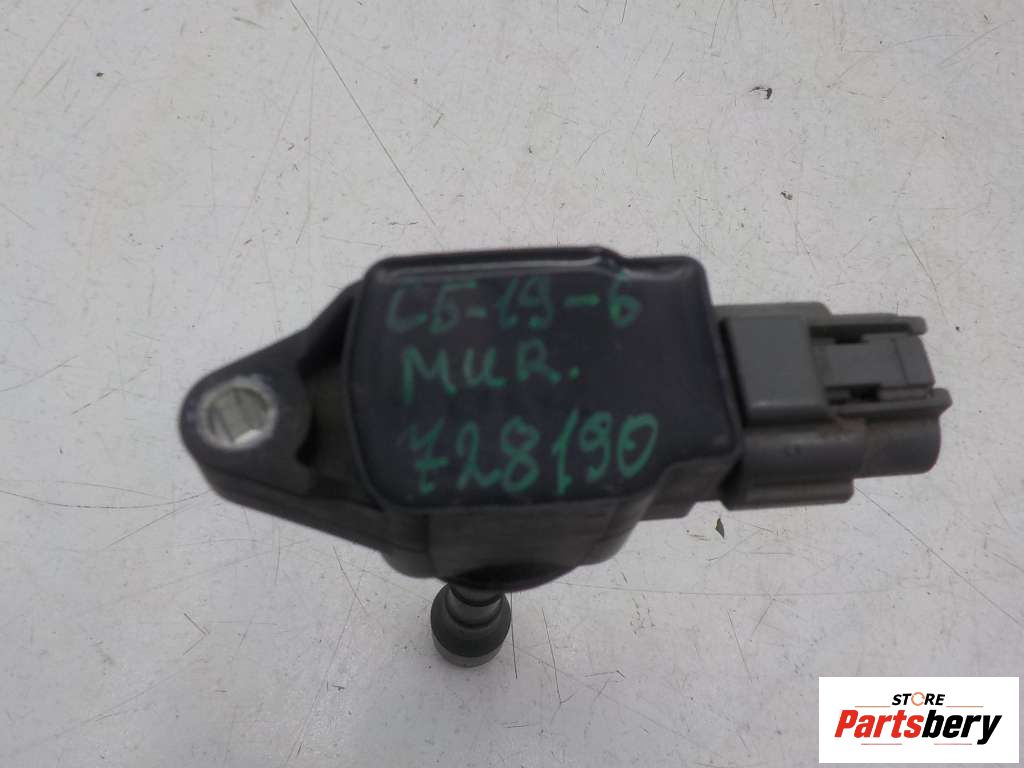 СБ-19-6
MUR.
728190
STORE
Partsbery